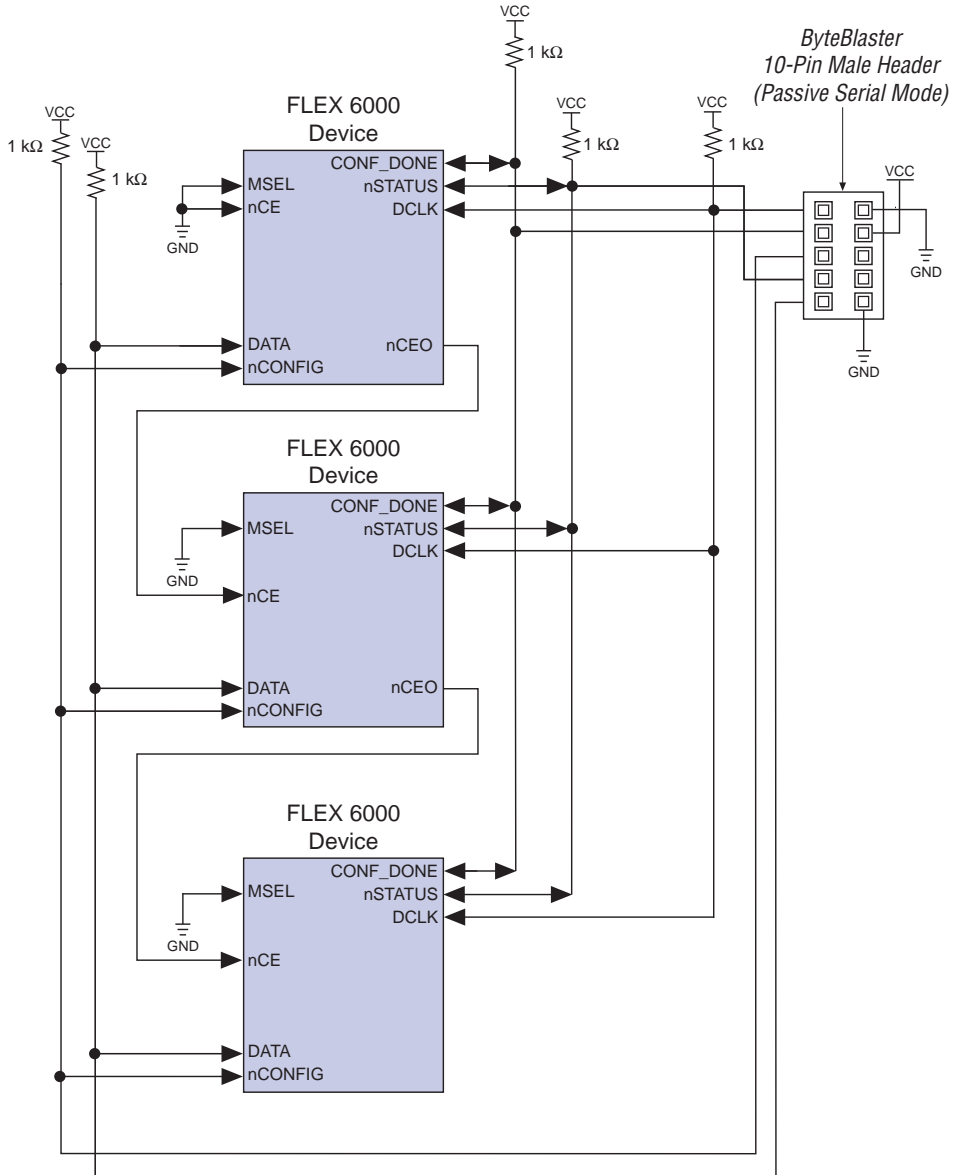 VCC
1 kΩ
ByteBlaster
10-Pin Male Header
(Passive Serial Mode)
VCC
1 kΩ
VCC
1 kΩ
FLEX 6000
Device
VCC
1 kΩ
VCC
1 kΩ
CONF_DONE
MSEL
nSTATUS
nCE
DCLK
GND
VCC
GND
DATA
nCEO
nCONFIG
GND
FLEX 6000
Device
CONF_DONE
MSEL
nSTATUS
DCLK
GND
nCE
DATA
nCEO
nCONFIG
FLEX 6000
Device
CONF_DONE
MSEL
nSTATUS
DCLK
GND
nCE
DATA
nCONFIG